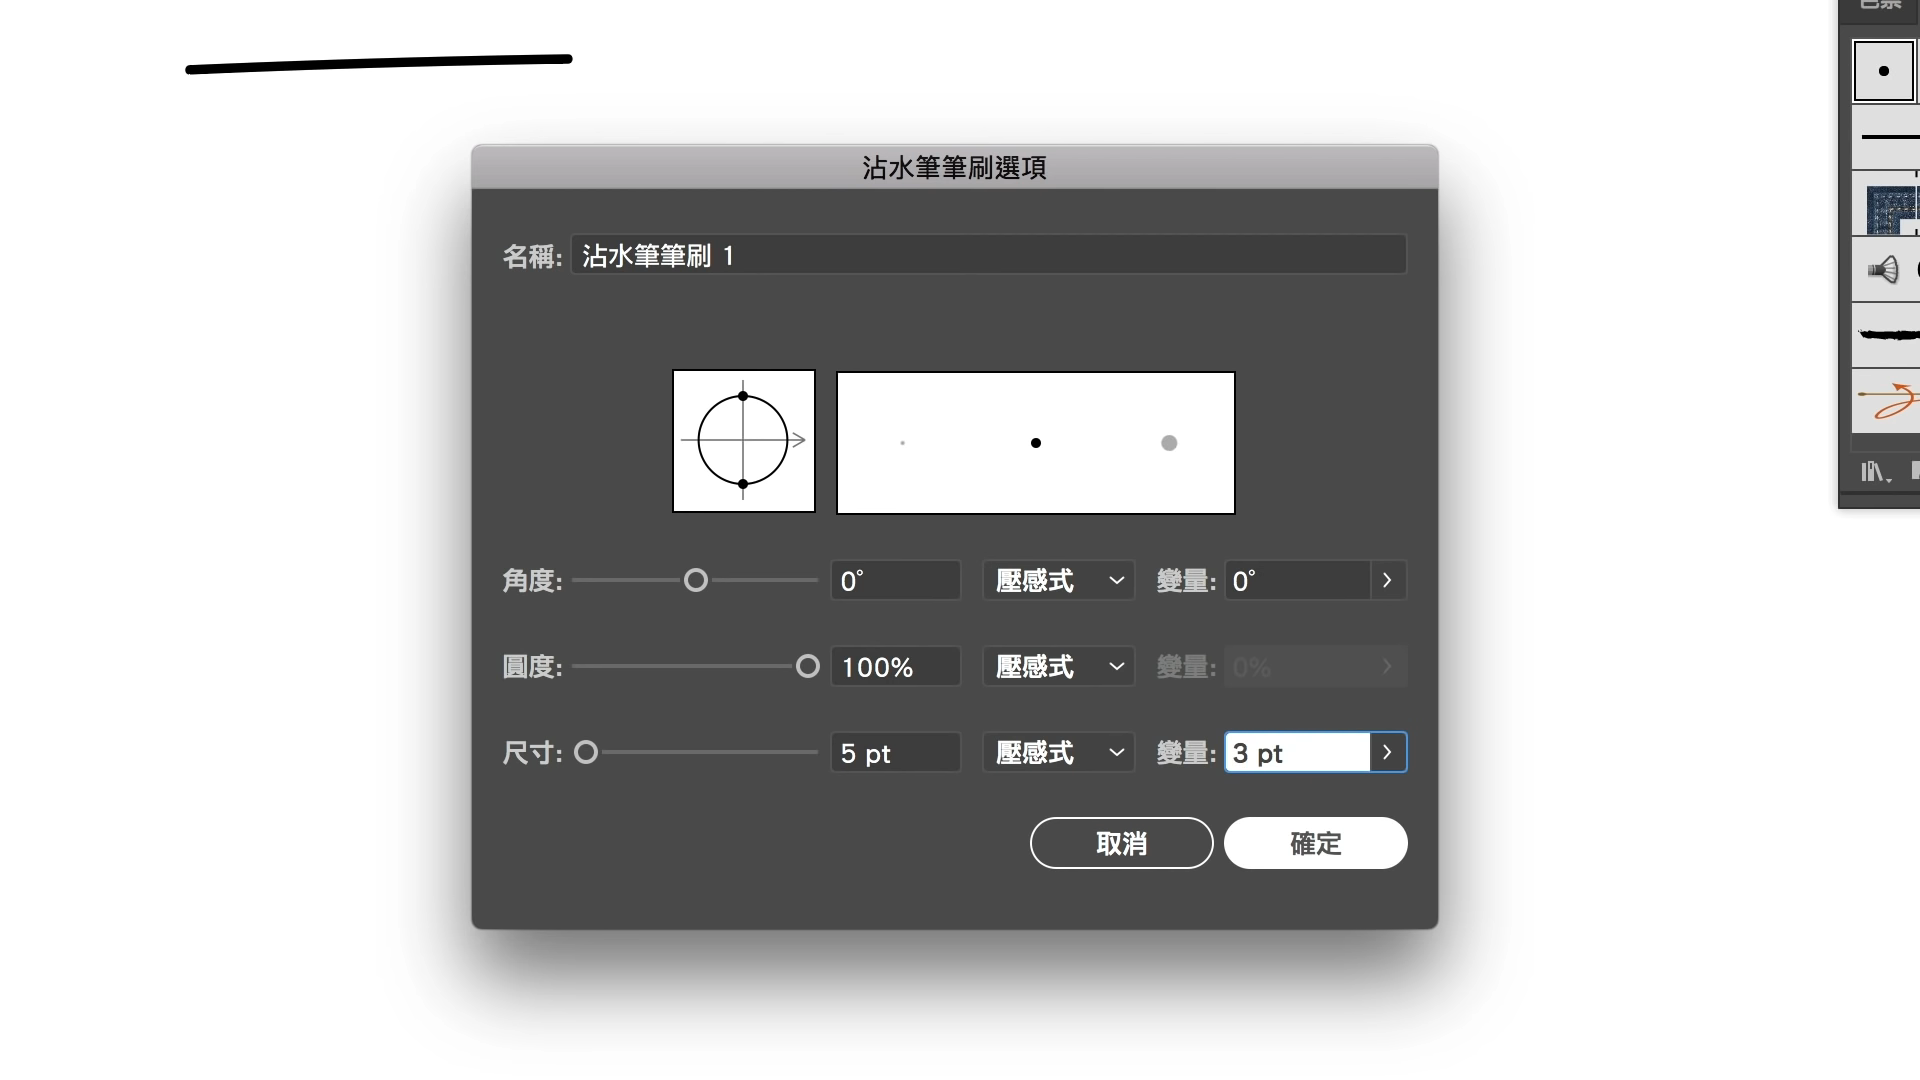 沾水筆筆刷選項
名稱: 沾水筆筆刷 1
角度: 0° 壓感式 變量: 0°
圓度: 100% 壓感式 變量: 0%
尺寸: 5 pt 壓感式 變量: 3 pt
取消 確定